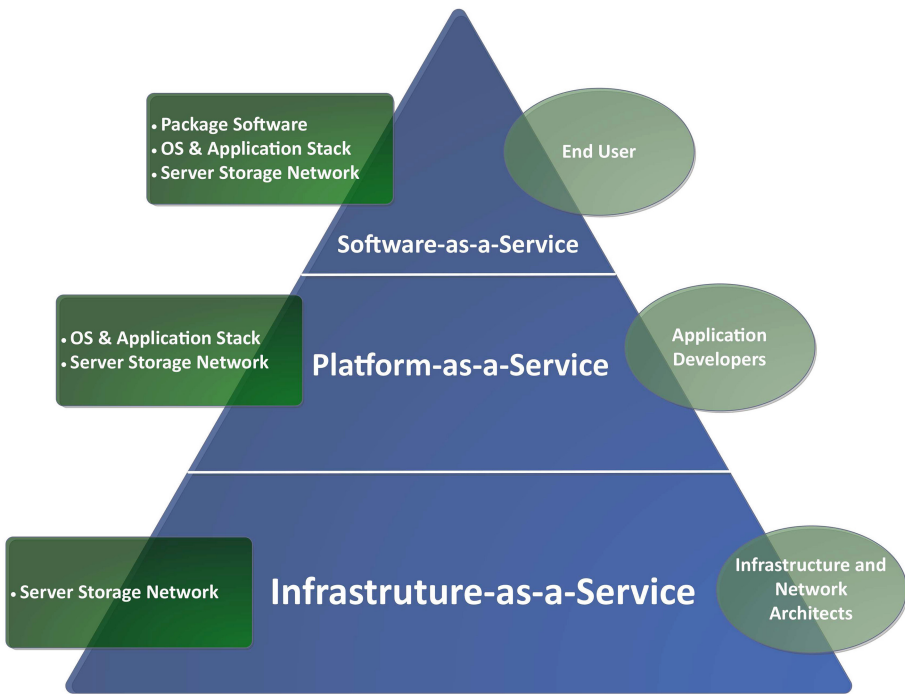 • Package Software
• OS & Application Stack
• Server Storage Network
End User
Software-as-a-Service
• OS & Application Stack
• Server Storage Network
Platform-as-a-Service
Application
Developers
• Server Storage Network
Infrastruture-as-a-Service
Infrastructure and
Network
Architects